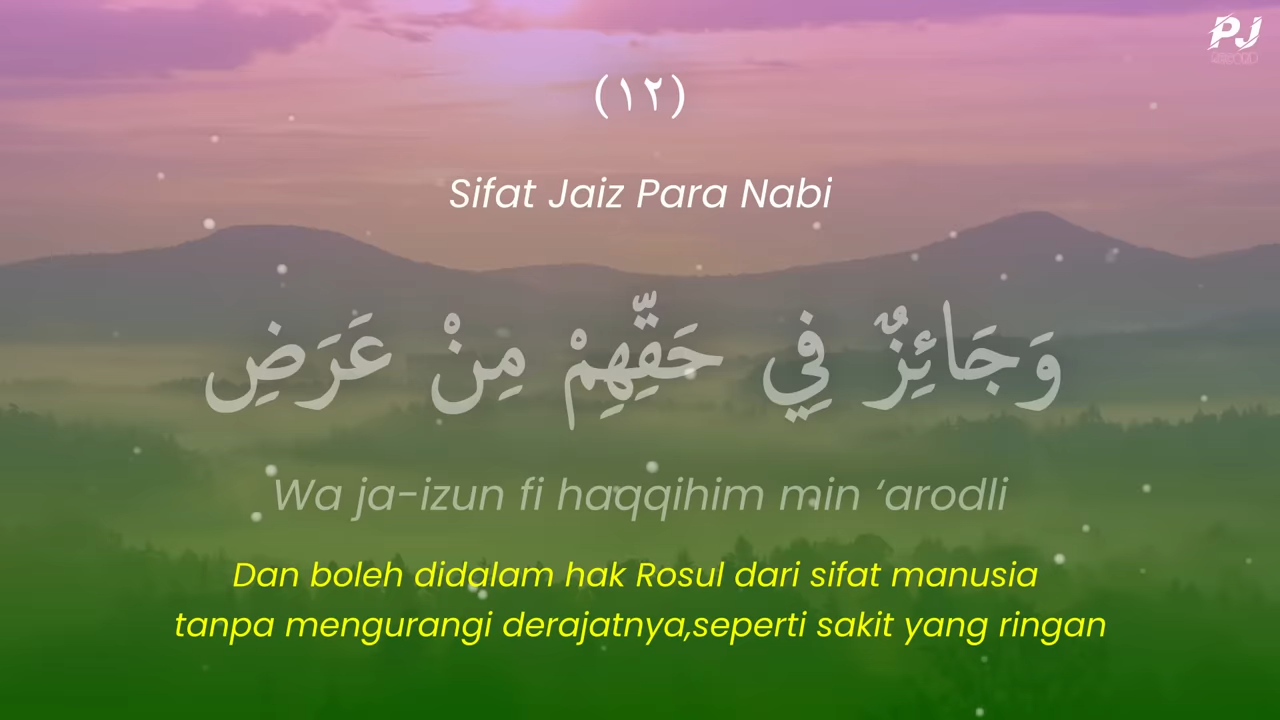 PJ
(١٢)
Sifat Jaiz Para Nabi
وَجَائِزٌ فِي حَقِّهِمْ مِنْ عَرَضِ
Wa ja-izun fi haqqihim min ‘arodli
Dan boleh didalam hak Rosul dari sifat manusia
tanpa mengurangi derajatnya,seperti sakit yang ringan